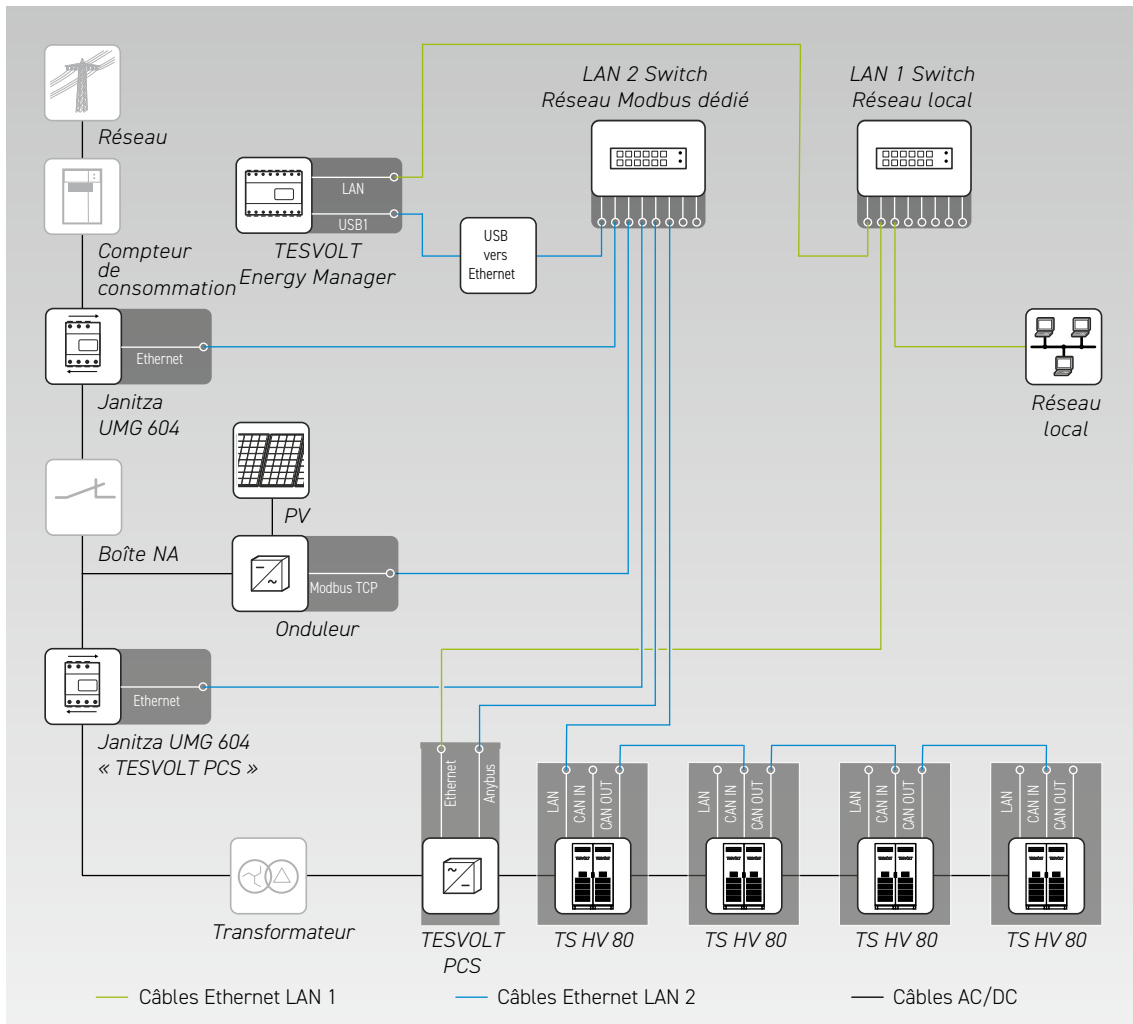 LAN 2 Switch
Réseau Modbus dédié
LAN 1 Switch
Réseau local
Réseau
LAN
USB1
TESVOLT
Energy Manager
USB
vers
Ethernet
Compteur
de
consommation
Ethernet
Janitza
UMG 604
Réseau
local
PV
Boîte NA
Modbus TCP
Onduleur
Ethernet
Janitza UMG 604
« TESVOLT PCS »
Ethernet
Anybus
LAN
CAN IN
CAN OUT
LAN
CAN IN
CAN OUT
LAN
CAN IN
CAN OUT
LAN
CAN IN
CAN OUT
Transformateur
TESVOLT
PCS
TS HV 80
TS HV 80
TS HV 80
TS HV 80
Câbles Ethernet LAN 1
Câbles Ethernet LAN 2
Câbles AC/DC